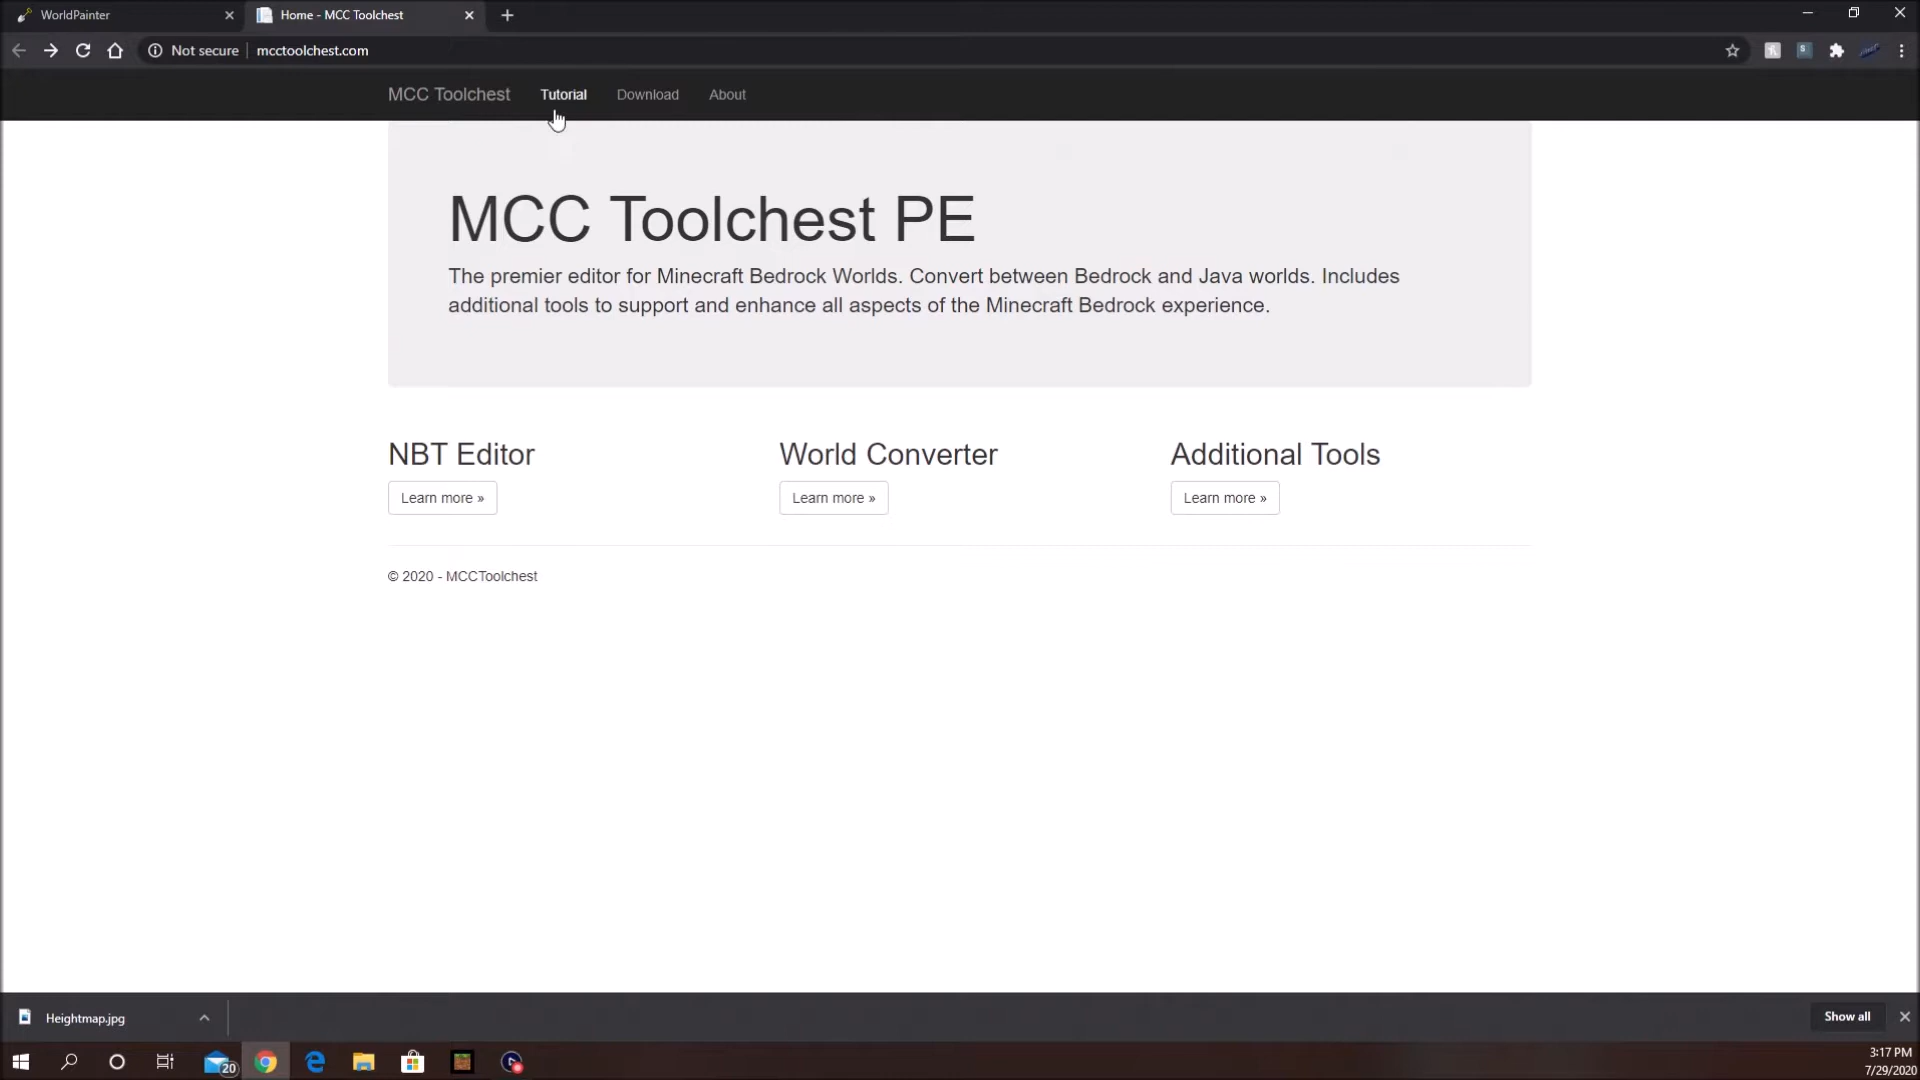 WorldPainter
Home - MCC Toolchest
Not secure
mcctoolchest.com
MCC Toolchest
Tutorial
Download
About
MCC Toolchest PE
The premier editor for Minecraft Bedrock Worlds. Convert between Bedrock and Java worlds. Includes
additional tools to support and enhance all aspects of the Minecraft Bedrock experience.
NBT Editor
World Converter
Additional Tools
Learn more »
Learn more »
Learn more »
© 2020 - MCCToolchest
Heightmap.jpg
Show all
20
3:17 PM
7/29/2020